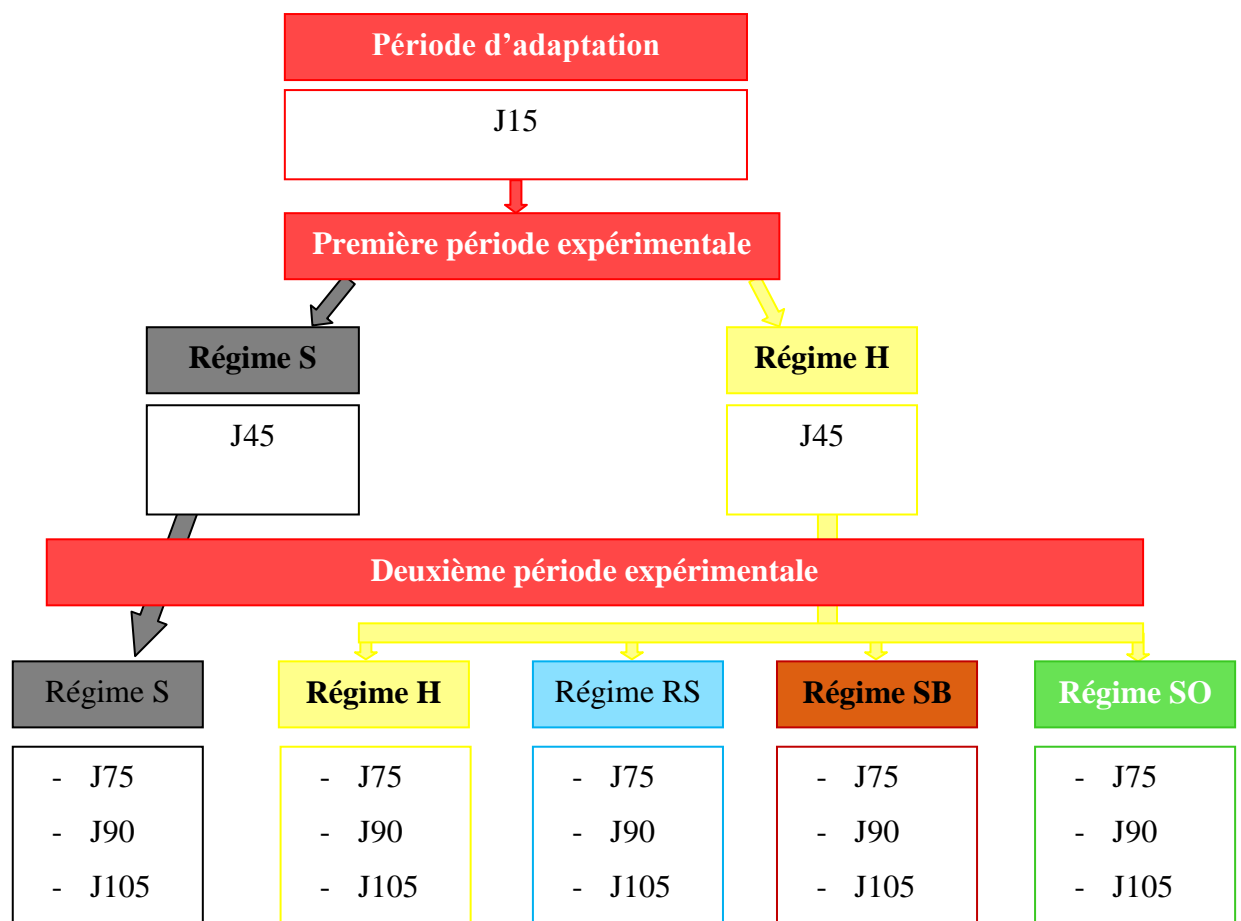 Période d’adaptation
J15
Première période expérimentale
Régime S
Régime H
J45
J45
Deuxième période expérimentale
Régime S
Régime H
Régime RS
Régime SB
Régime SO
- J75
- J90
- J105
- J75
- J90
- J105
- J75
- J90
- J105
- J75
- J90
- J105
- J75
- J90
- J105